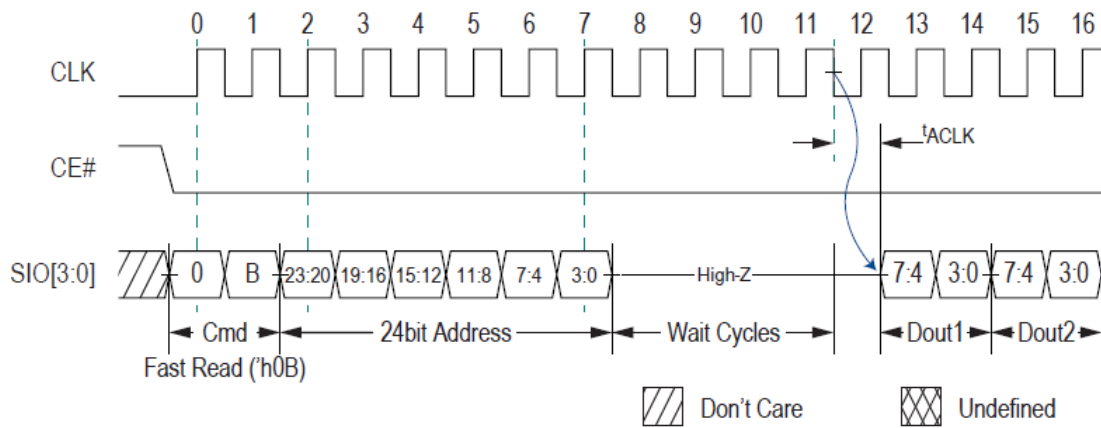 0 1 2 3 4 5 6 7 8 9 10 11 12 13 14 15 16
CLK
tACLK
CE#
SIO[3:0] 0 B 23:20 19:16 15:12 11:8 7:4 3:0 High-Z 7:4 3:0 7:4 3:0
Cmd 24bit Address Wait Cycles Dout1 Dout2
Fast Read ('h0B)
Don't Care Undefined